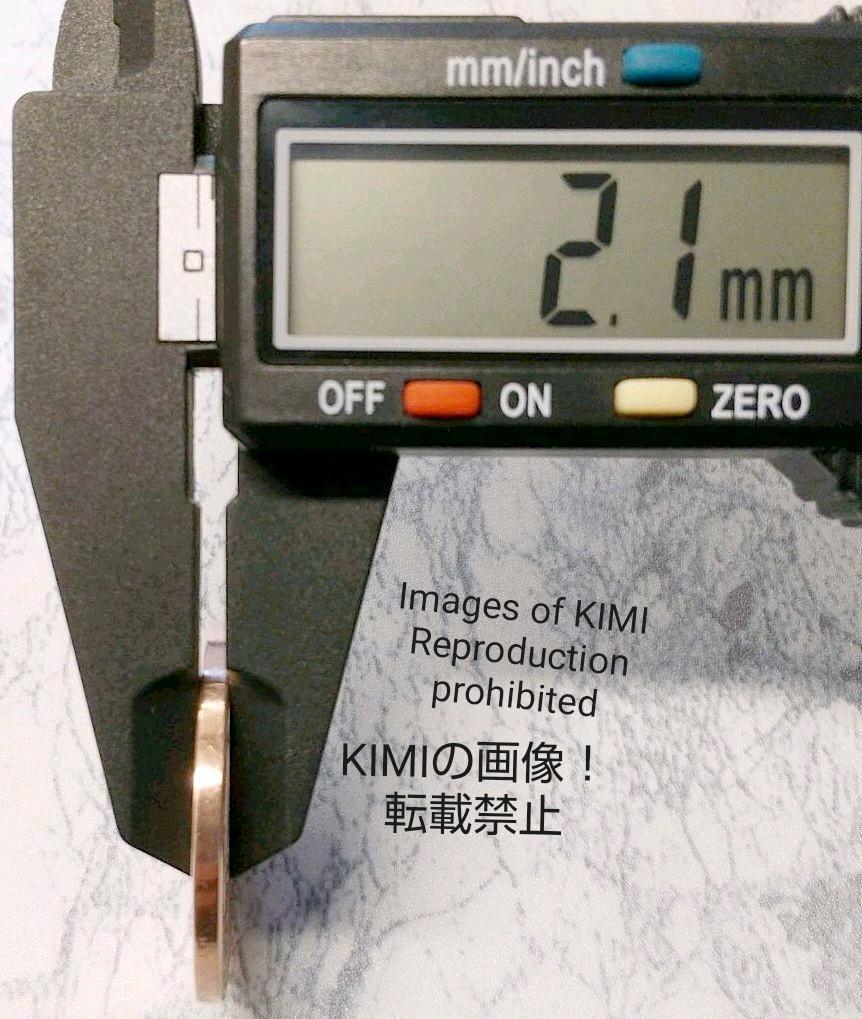 mm/inch
2.1 mm
OFF ON ZERO
Images of KIMI
Reproduction
prohibited
KIMIの画像！
転載禁止